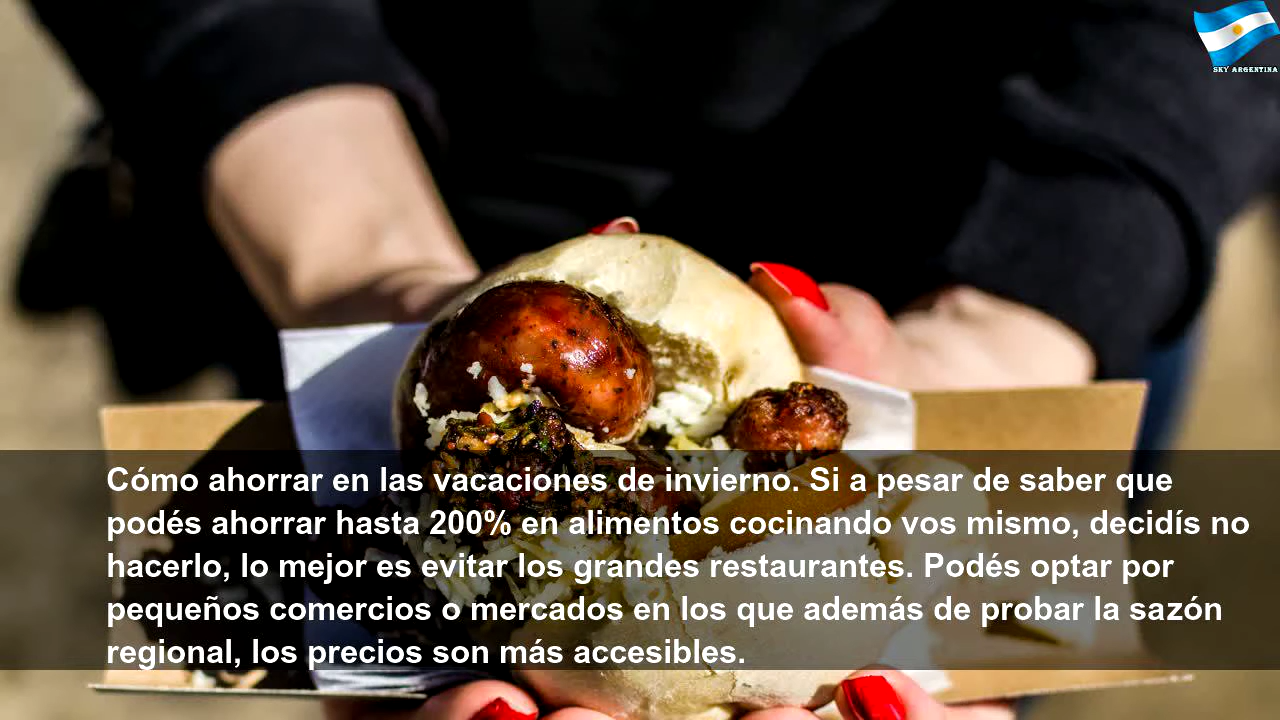 SKY ARGENTINA
Cómo ahorrar en las vacaciones de invierno. Si a pesar de saber que
podés ahorrar hasta 200% en alimentos cocinando vos mismo, decidís no
hacerlo, lo mejor es evitar los grandes restaurantes. Podés optar por
pequeños comercios o mercados en los que además de probar la sazón
regional, los precios son más accesibles.